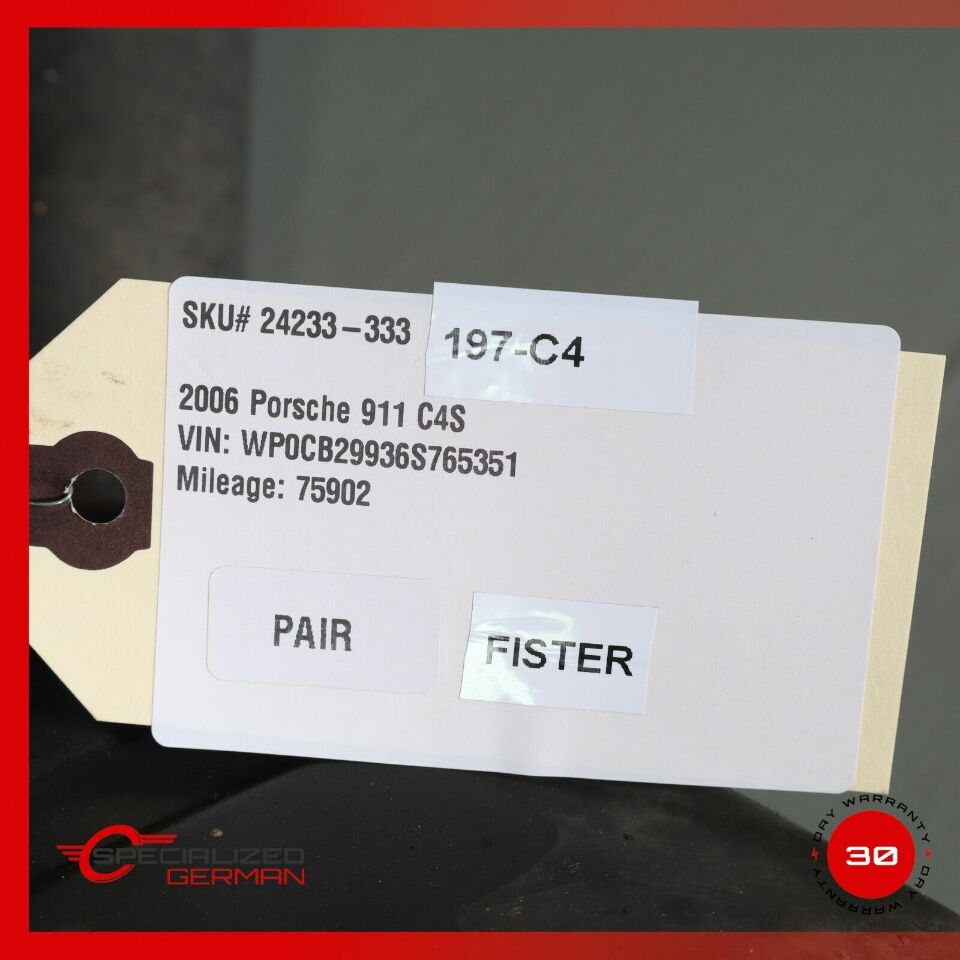 SKU# 24233-333
197-C4
2006 Porsche 911 C4S
VIN: WP0CB29936S765351
Mileage: 75902
PAIR
FISTER
SPECIALIZED
GERMAN
DAY WARRANTY
30
DAY WARRANTY